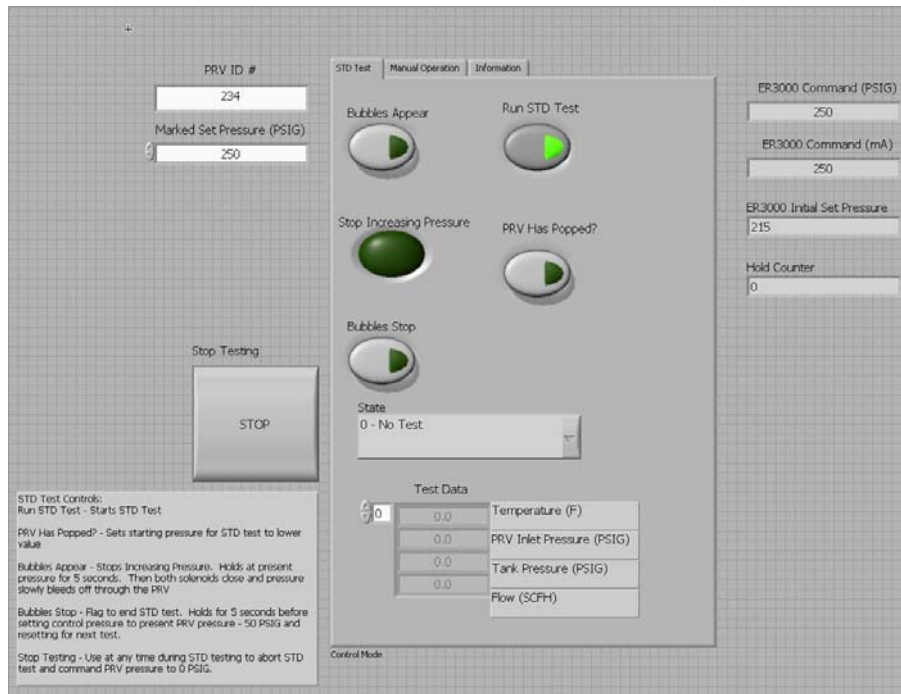 PRV ID #
234
Marked Set Pressure (PSIG)
250
STD Test
Manual Operation
Information
Bubbles Appear
Run STD Test
Stop Increasing Pressure
PRV Has Popped?
Bubbles Stop
State
0 - No Test
Test Data
0
0.0
Temperature (F)
0.0
PRV Inlet Pressure (PSIG)
0.0
Tank Pressure (PSIG)
0.0
Flow (SCFH)
Control Mode
ER3000 Command (PSIG)
250
ER3000 Command (mA)
250
ER3000 Initial Set Pressure
215
Hold Counter
0
Stop Testing
STOP
STD Test Controls:
Run STD Test - Starts STD Test
PRV Has Popped? - Sets starting pressure for STD test to lower
value
Bubbles Appear - Stops Increasing Pressure. Holds at present
pressure for 5 seconds. Then both solenoids close and pressure
slowly bleeds off through the PRV
Bubbles Stop - Flag to end STD test. Holds for 5 seconds before
setting control pressure to present PRV pressure - 50 PSIG and
resetting for next test.
Stop Testing - Use at any time during STD testing to abort STD
test and command PRV pressure to 0 PSIG.